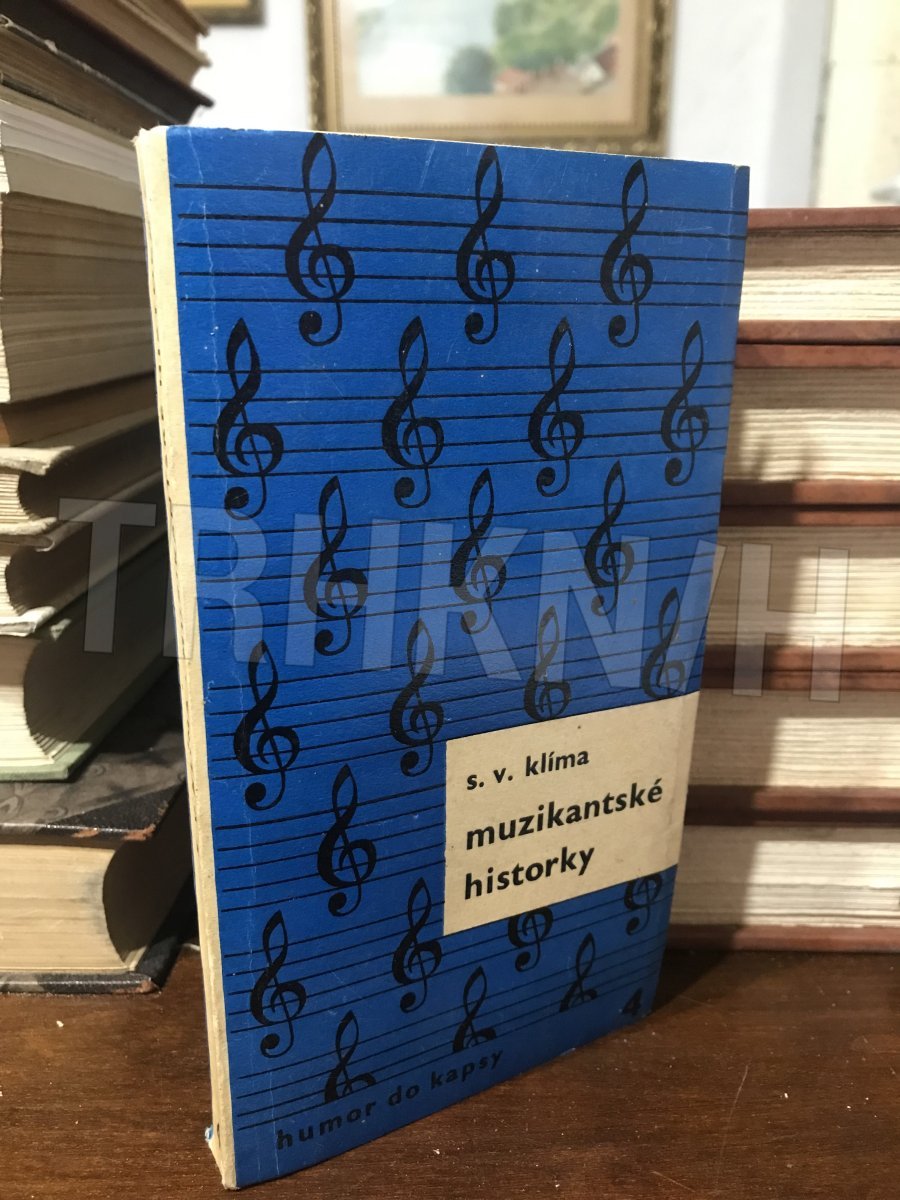 s. v. klíma
muzikantské
historky
4
humor do kapsy
TRHKNIH